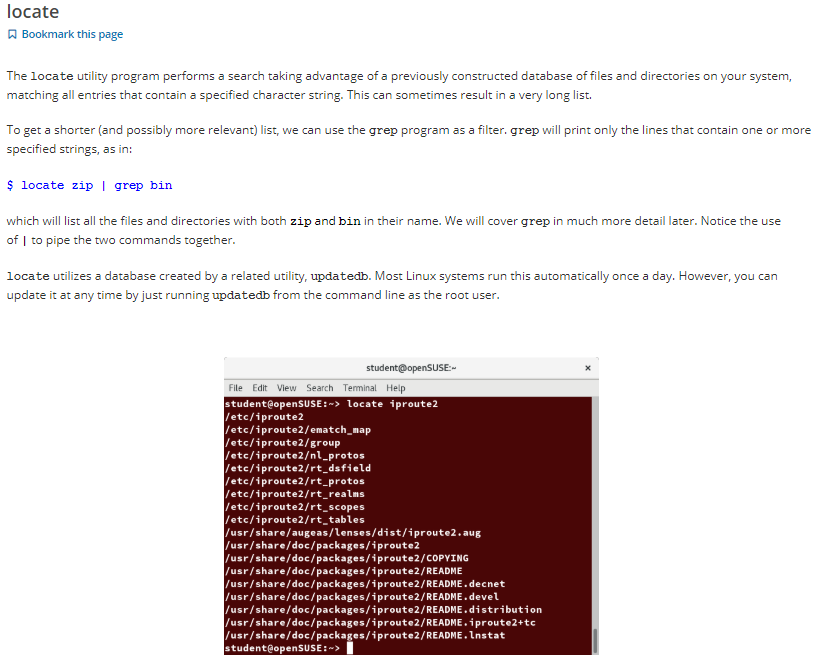 locate
Bookmark this page
The locate utility program performs a search taking advantage of a previously constructed database of files and directories on your system,
matching all entries that contain a specified character string. This can sometimes result in a very long list.
To get a shorter (and possibly more relevant) list, we can use the grep program as a filter. grep will print only the lines that contain one or more
specified strings, as in:
$ locate zip | grep bin
which will list all the files and directories with both zip and bin in their name. We will cover grep in much more detail later. Notice the use
of | to pipe the two commands together.
locate utilizes a database created by a related utility, updatedb. Most Linux systems run this automatically once a day. However, you can
update it at any time by just running updatedb from the command line as the root user.
student@openSUSE:~ ×
File Edit View Search Terminal Help
student@openSUSE:~> locate iproute2
/etc/iproute2
/etc/iproute2/ematch_map
/etc/iproute2/group
/etc/iproute2/nl_protos
/etc/iproute2/rt_dsfield
/etc/iproute2/rt_protos
/etc/iproute2/rt_realms
/etc/iproute2/rt_scopes
/etc/iproute2/rt_tables
/usr/share/augeas/lenses/dist/iproute2.aug
/usr/share/doc/packages/iproute2
/usr/share/doc/packages/iproute2/COPYING
/usr/share/doc/packages/iproute2/README
/usr/share/doc/packages/iproute2/README.decnet
/usr/share/doc/packages/iproute2/README.devel
/usr/share/doc/packages/iproute2/README.distribution
/usr/share/doc/packages/iproute2/README.iproute2+tc
/usr/share/doc/packages/iproute2/README.lnstat
student@openSUSE:~>